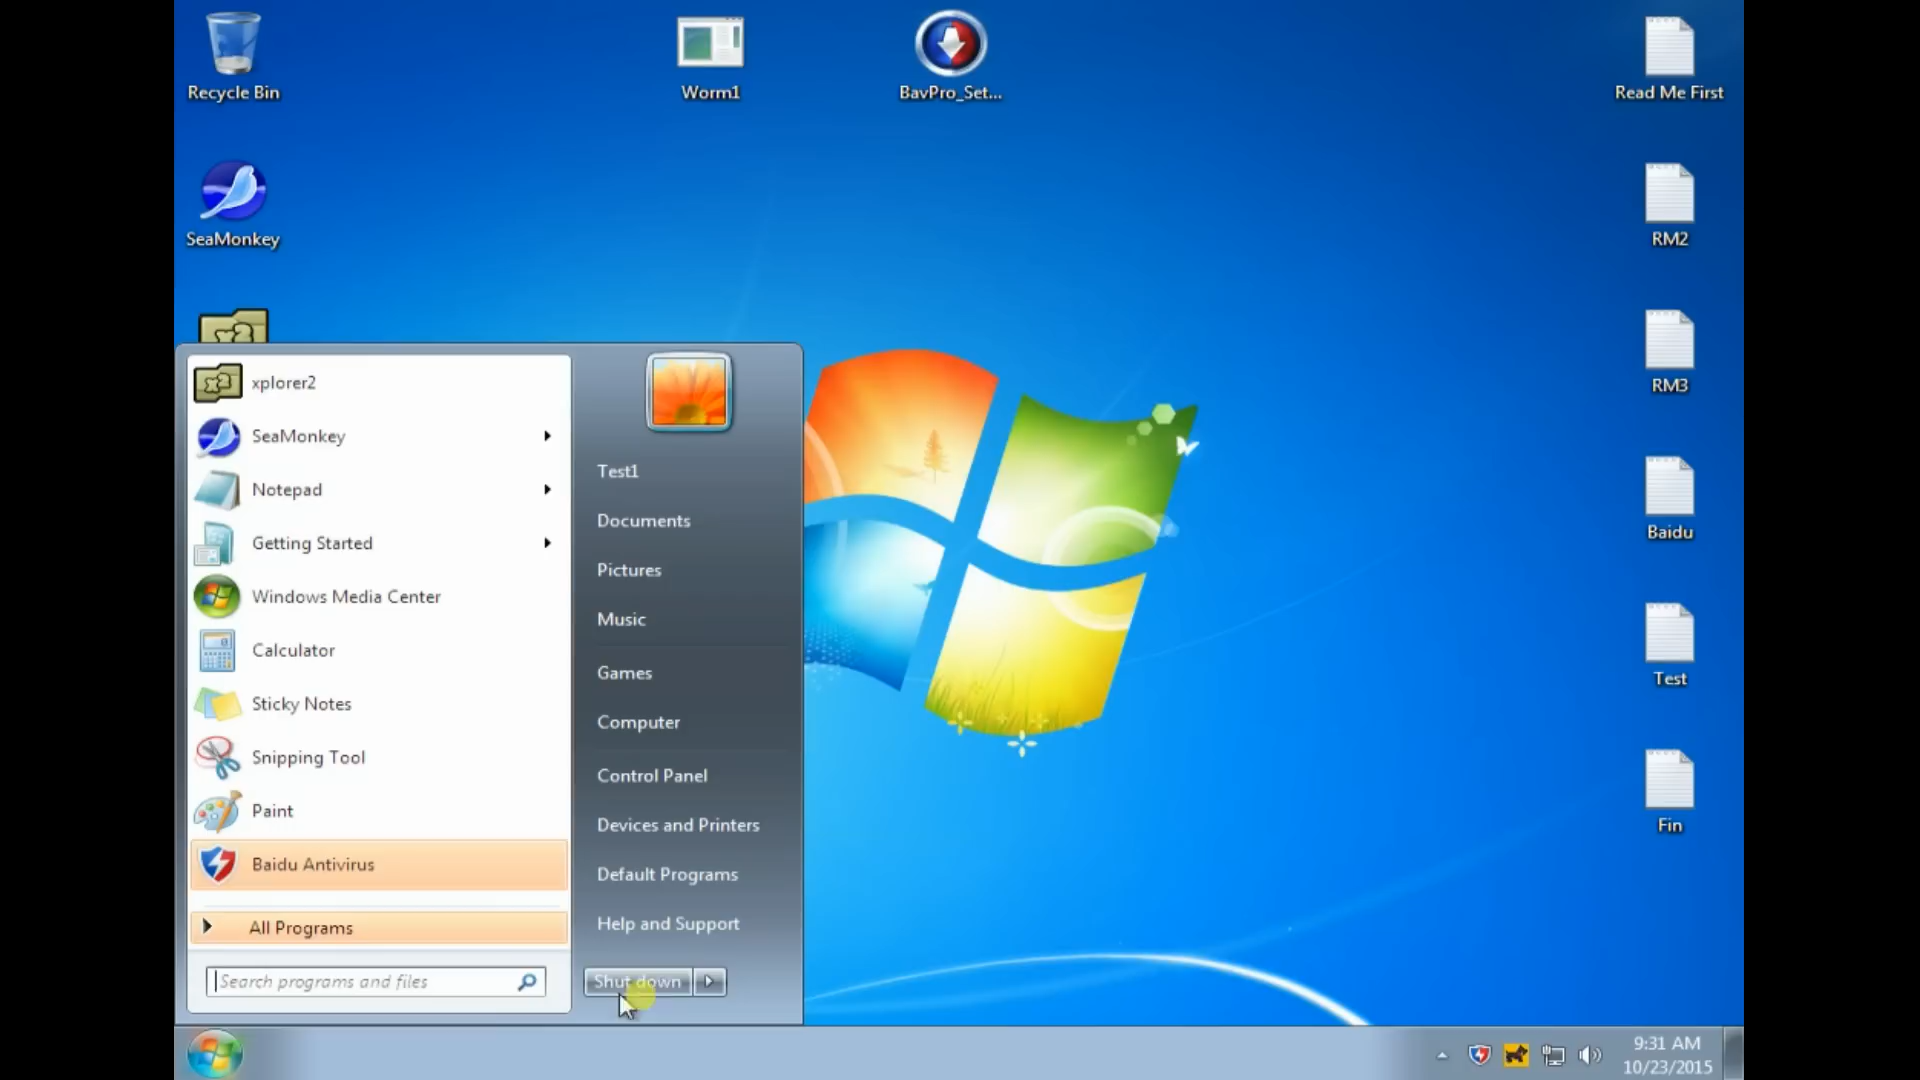 Recycle Bin
Worm1
BavPro_Set...
Read Me First
SeaMonkey
RM2
RM3
Baidu
Test
Fin
xplorer2
SeaMonkey
Notepad
Getting Started
Windows Media Center
Calculator
Sticky Notes
Snipping Tool
Paint
Baidu Antivirus
All Programs
Search programs and files
Test1
Documents
Pictures
Music
Games
Computer
Control Panel
Devices and Printers
Default Programs
Help and Support
Shut down
9:31 AM
10/23/2015